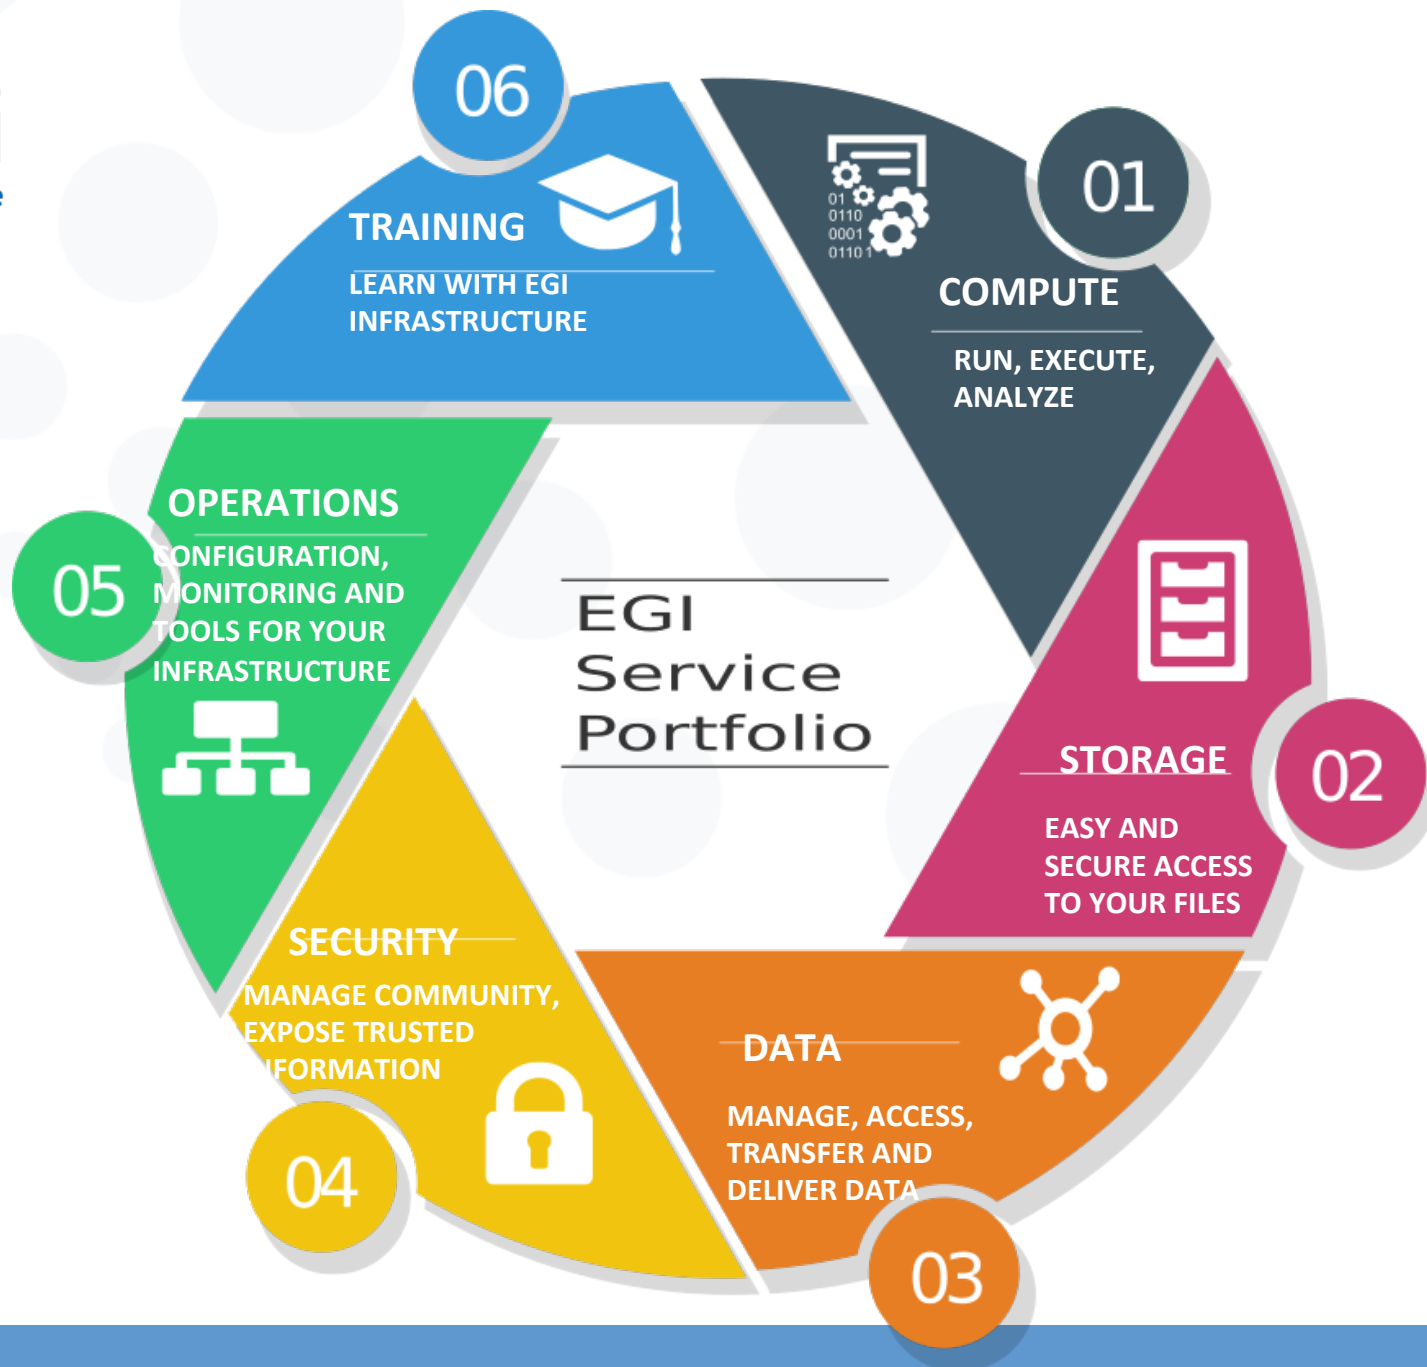 EGI
Service
Portfolio
01
COMPUTE
RUN, EXECUTE,
ANALYZE
01
0110
0001
01101
02
STORAGE
EASY AND
SECURE ACCESS
TO YOUR FILES
03
DATA
MANAGE, ACCESS,
TRANSFER AND
DELIVER DATA
04
SECURITY
MANAGE COMMUNITY,
EXPOSE TRUSTED
INFORMATION
05
OPERATIONS
CONFIGURATION,
MONITORING AND
TOOLS FOR YOUR
INFRASTRUCTURE
06
TRAINING
LEARN WITH EGI
INFRASTRUCTURE